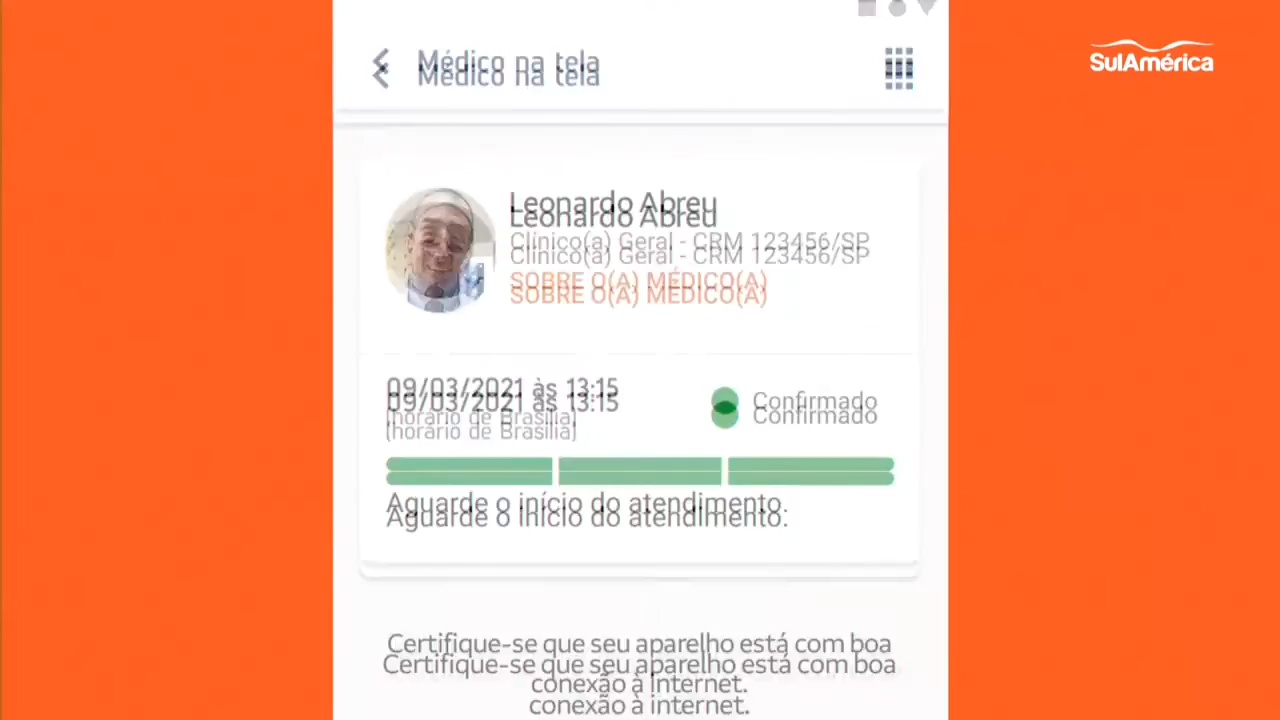 SulAmérica
Médico na tela
Leonardo Abreu
Clínico(a) Geral - CRM 123456/SP
SOBRE O(A) MÉDICO(A)
09/03/2021 às 13:15
Confirmado
(horário de Brasília)
Aguarde o início do atendimento.
Certifique-se que seu aparelho está com boa
conexão à internet.